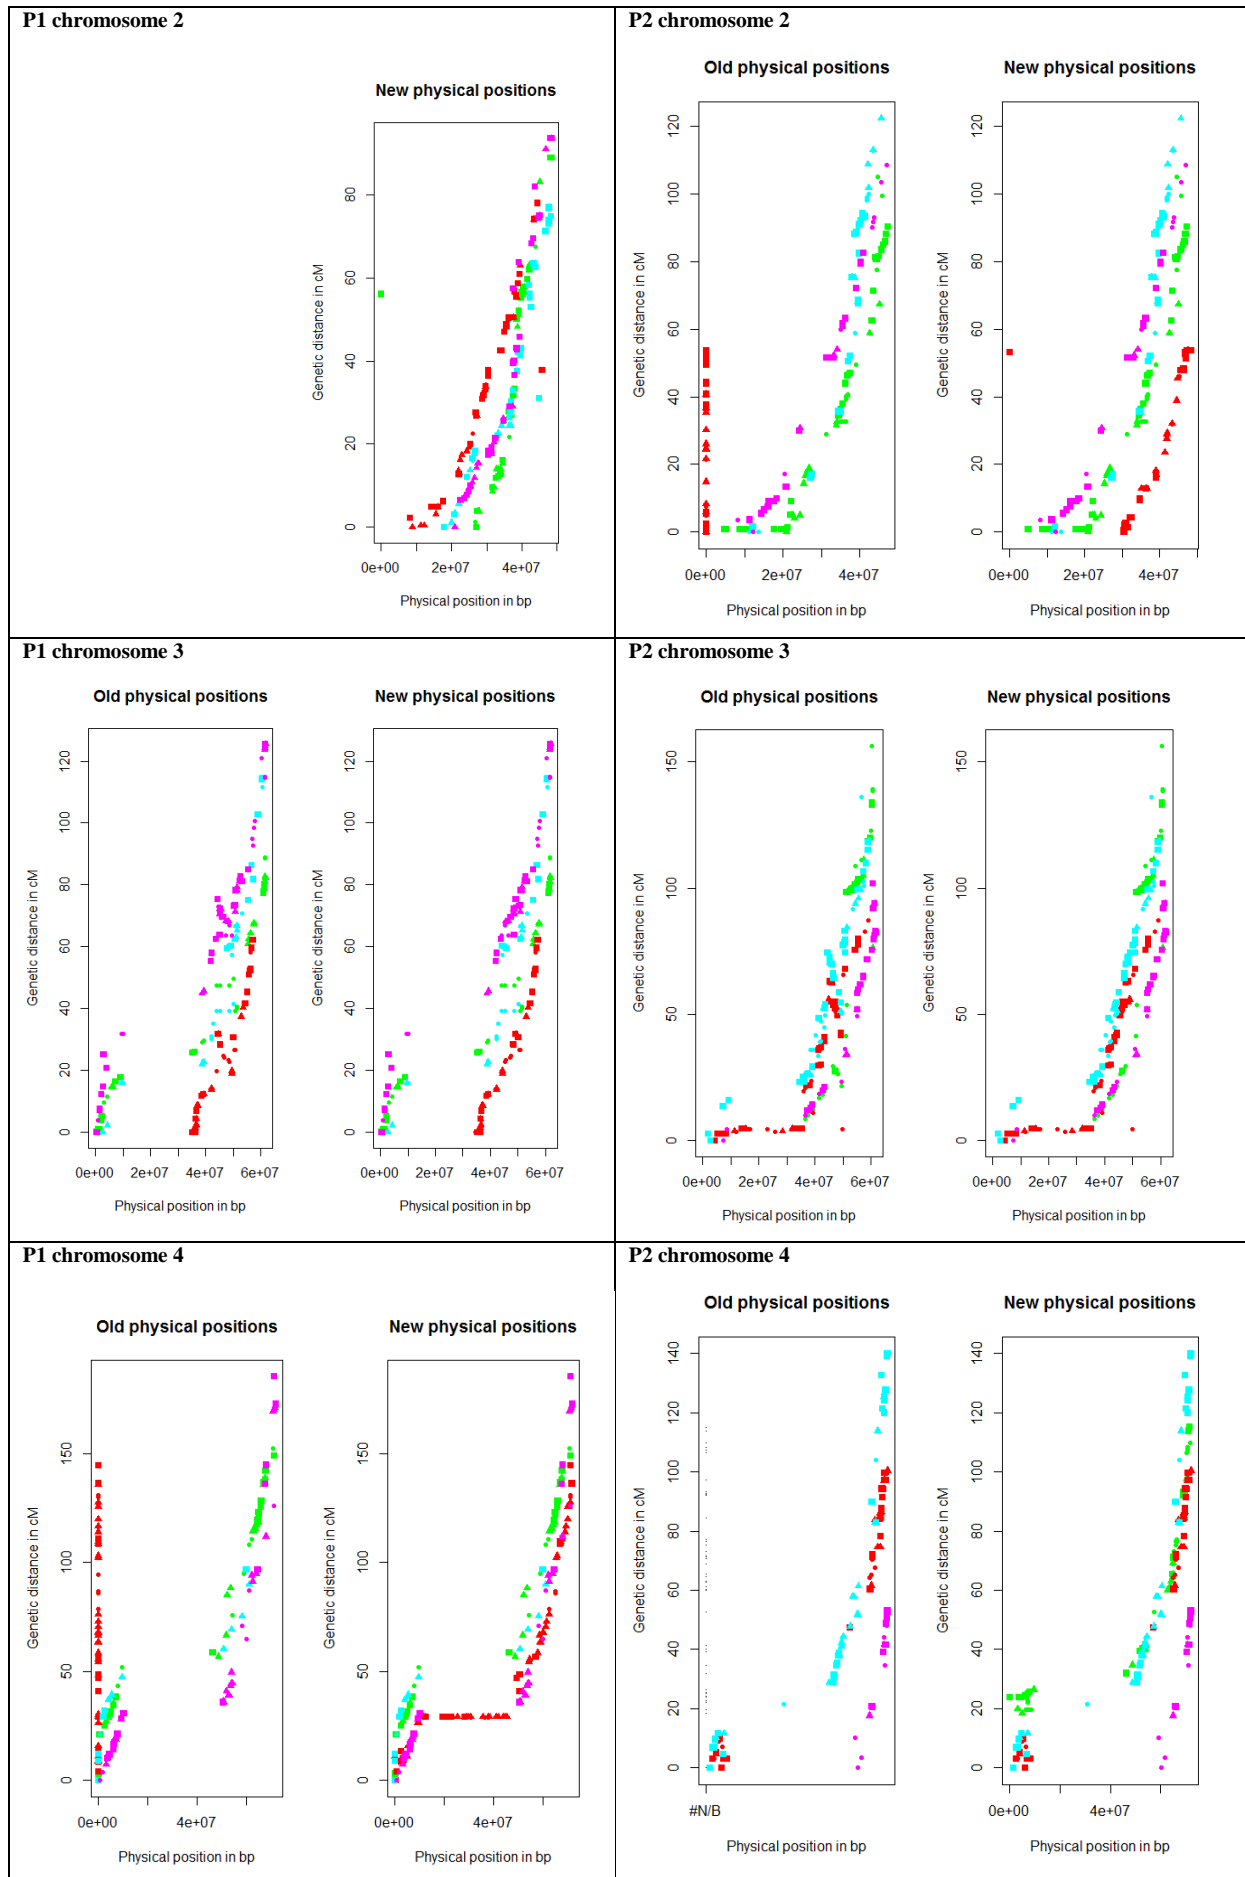 P1 chromosome 2
New physical positions
Genetic distance in cM
0 20 40 60 80
0e+00 2e+07 4e+07
Physical position in bp
P2 chromosome 2
Old physical positions
Genetic distance in cM
0 20 40 60 80 100 120
0e+00 2e+07 4e+07
Physical position in bp
New physical positions
Genetic distance in cM
0 20 40 60 80 100 120
0e+00 2e+07 4e+07
Physical position in bp
P1 chromosome 3
Old physical positions
Genetic distance in cM
0 20 40 60 80 100 120
0e+00 2e+07 4e+07 6e+07
Physical position in bp
New physical positions
Genetic distance in cM
0 20 40 60 80 100 120
0e+00 2e+07 4e+07 6e+07
Physical position in bp
P2 chromosome 3
Old physical positions
Genetic distance in cM
0 50 100 150
0e+00 2e+07 4e+07 6e+07
Physical position in bp
New physical positions
Genetic distance in cM
0 50 100 150
0e+00 2e+07 4e+07 6e+07
Physical position in bp
P1 chromosome 4
Old physical positions
Genetic distance in cM
0 50 100 150
0e+00 4e+07
Physical position in bp
New physical positions
Genetic distance in cM
0 50 100 150
0e+00 4e+07
Physical position in bp
P2 chromosome 4
Old physical positions
Genetic distance in cM
0 20 40 60 80 100 120 140
#N/B
Physical position in bp
New physical positions
Genetic distance in cM
0 20 40 60 80 100 120 140
0e+00 4e+07
Physical position in bp